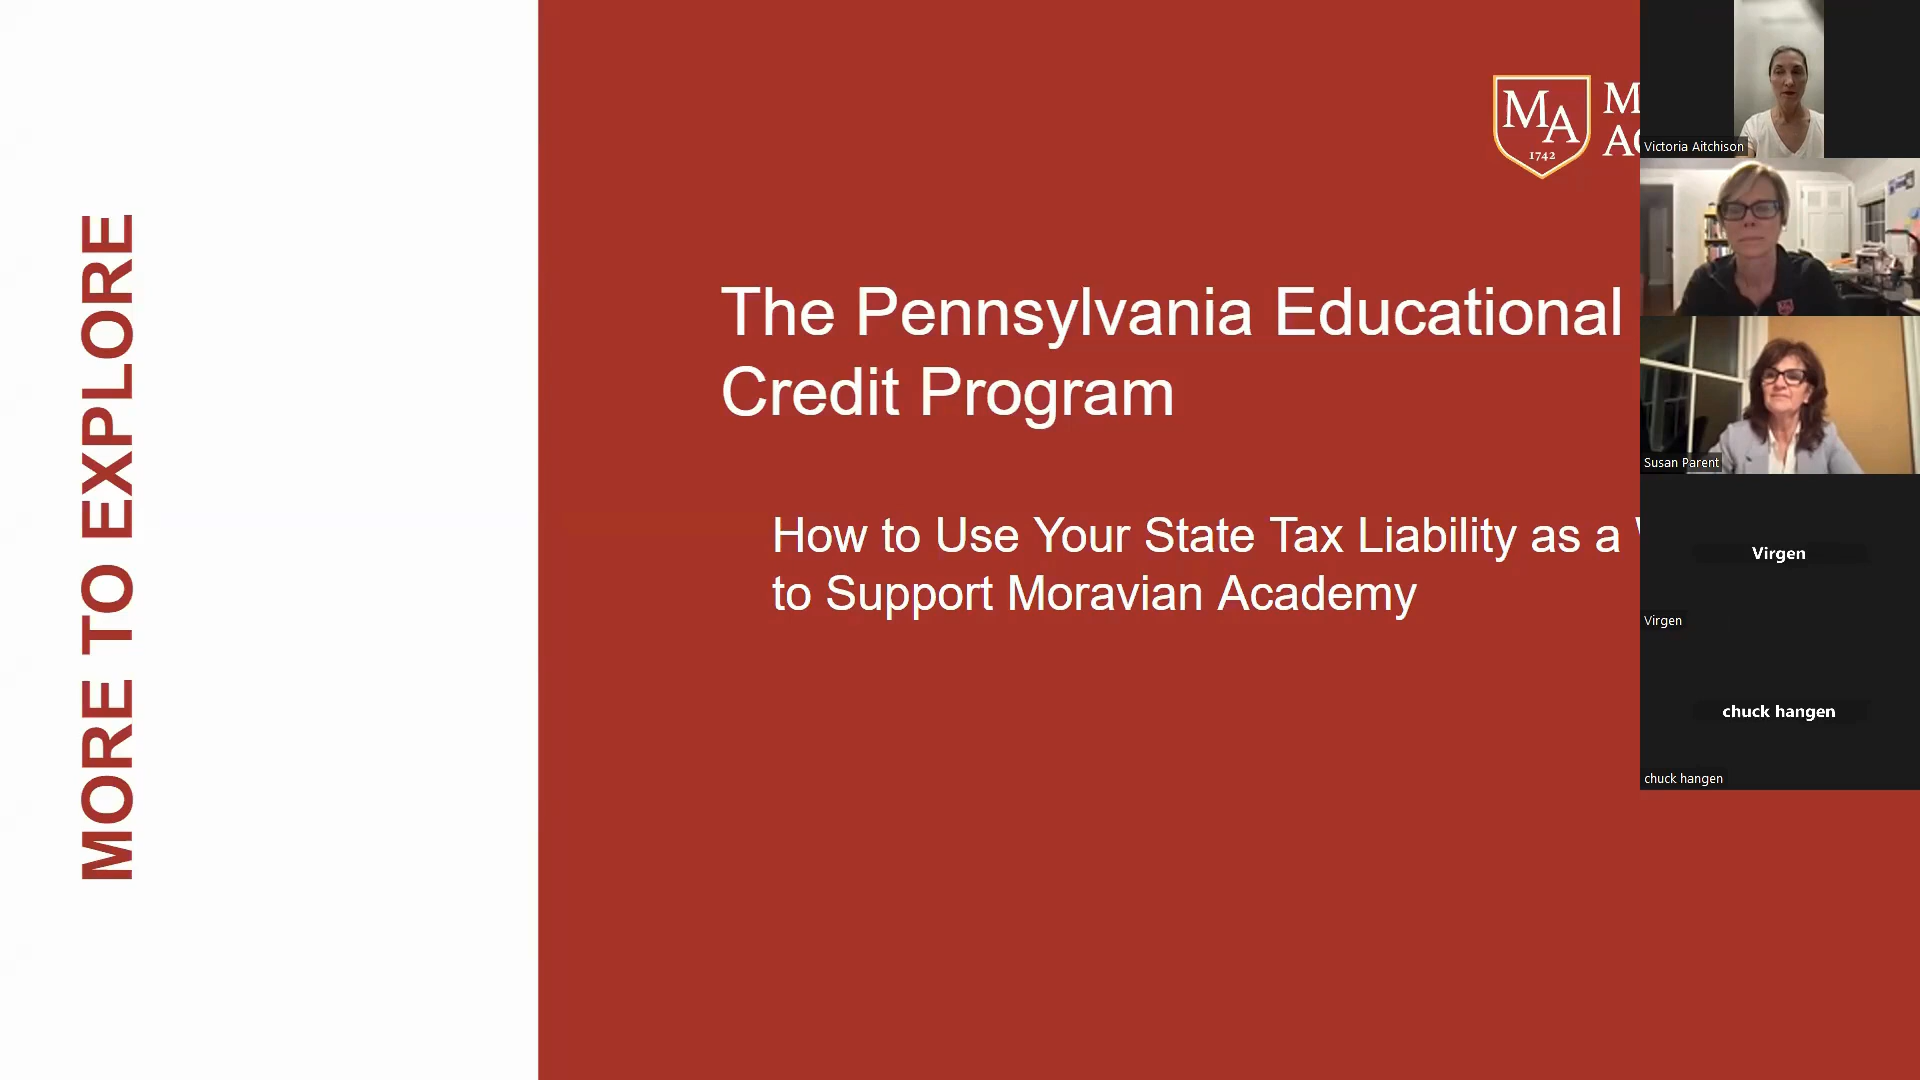 MORE TO EXPLORE
MA
1742
The Pennsylvania Educational
Credit Program
How to Use Your State Tax Liability as a
to Support Moravian Academy
Victoria Aitchison
Susan Parent
Virgen
Virgen
chuck hangen
chuck hangen